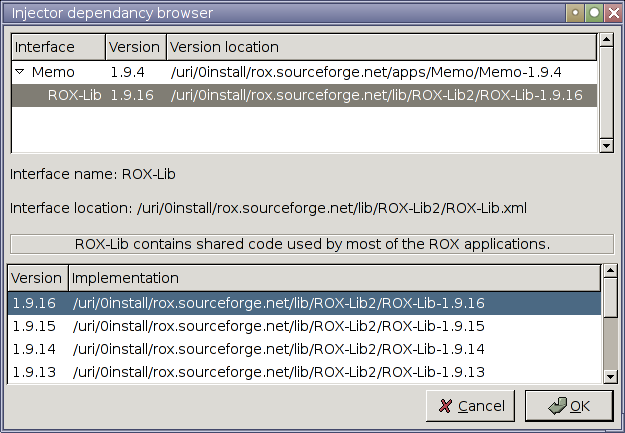 Injector dependancy browser
Interface Version Version location
Memo 1.9.4 /uri/0install/rox.sourceforge.net/apps/Memo/Memo-1.9.4
ROX-Lib 1.9.16 /uri/0install/rox.sourceforge.net/lib/ROX-Lib2/ROX-Lib-1.9.16
Interface name: ROX-Lib
Interface location: /uri/0install/rox.sourceforge.net/lib/ROX-Lib2/ROX-Lib.xml
ROX-Lib contains shared code used by most of the ROX applications.
Version Implementation
1.9.16 /uri/0install/rox.sourceforge.net/lib/ROX-Lib2/ROX-Lib-1.9.16
1.9.15 /uri/0install/rox.sourceforge.net/lib/ROX-Lib2/ROX-Lib-1.9.15
1.9.14 /uri/0install/rox.sourceforge.net/lib/ROX-Lib2/ROX-Lib-1.9.14
1.9.13 /uri/0install/rox.sourceforge.net/lib/ROX-Lib2/ROX-Lib-1.9.13
Cancel OK